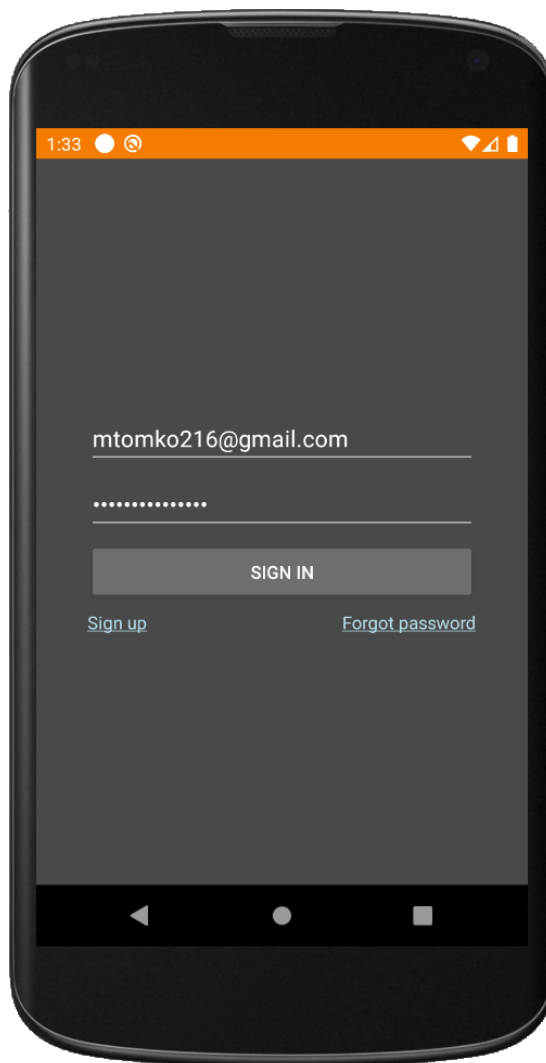 1:33
mtomko216@gmail.com
•••••••••••••••
SIGN IN
Sign up Forgot password